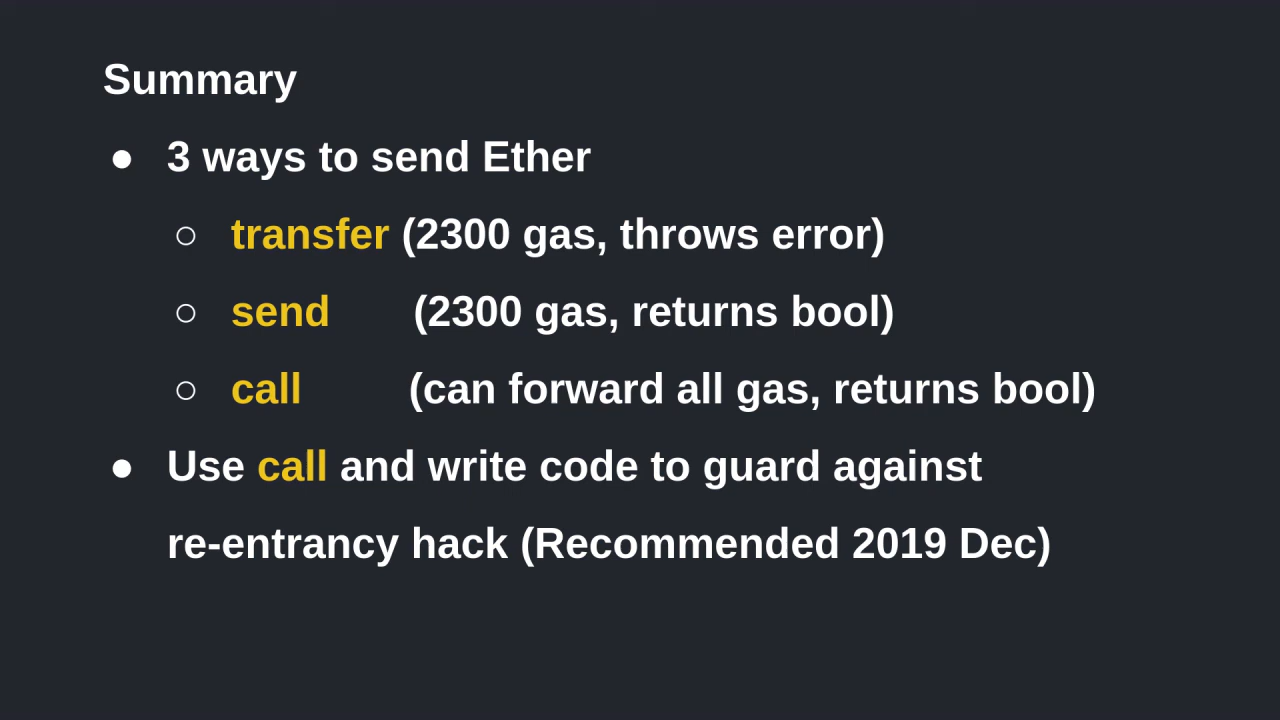 Summary
● 3 ways to send Ether
○ transfer (2300 gas, throws error)
○ send (2300 gas, returns bool)
○ call (can forward all gas, returns bool)
● Use call and write code to guard against
re-entrancy hack (Recommended 2019 Dec)